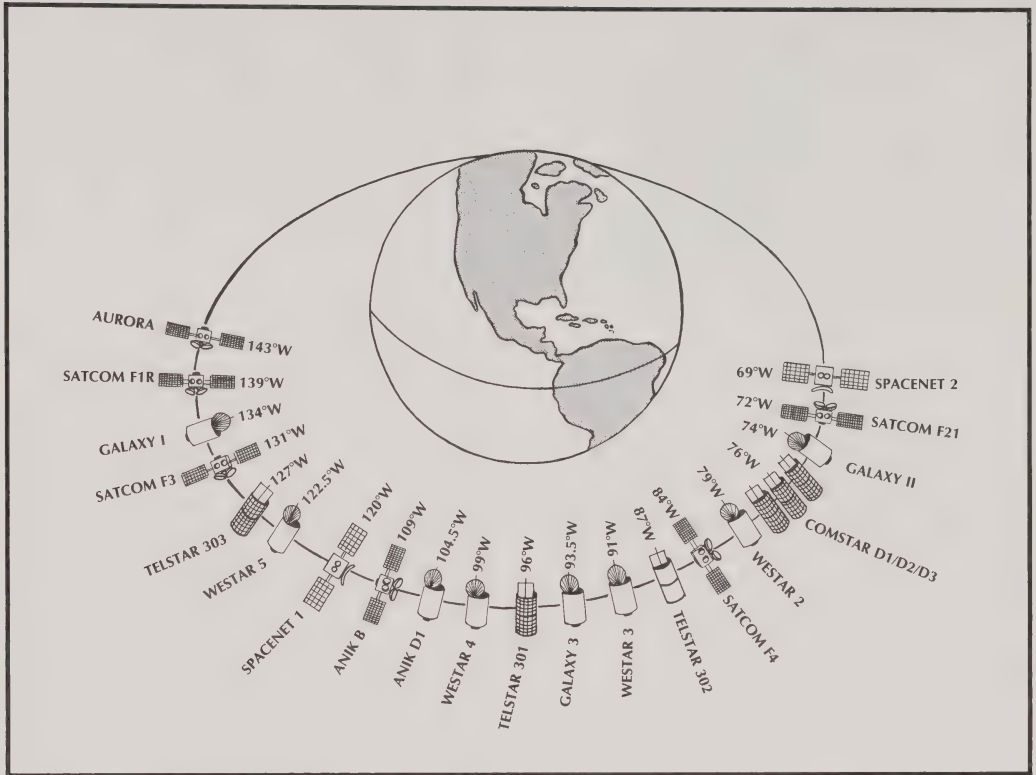 AURORA
143°W
SATCOM F1R
139°W
GALAXY I
134°W
SATCOM F3
131°W
TELSTAR 303
127°W
WESTAR 5
122.5°W
SPACENET 1
120°W
ANIK B
109°W
ANIK D1
104.5°W
WESTAR 4
99°W
TELSTAR 301
96°W
GALAXY 3
93.5°W
WESTAR 3
91°W
TELSTAR 302
87°W
SATCOM F4
84°W
WESTAR 2
79°W
COMSTAR D1/D2/D3
76°W
GALAXY II
74°W
SATCOM F21
72°W
SPACENET 2
69°W